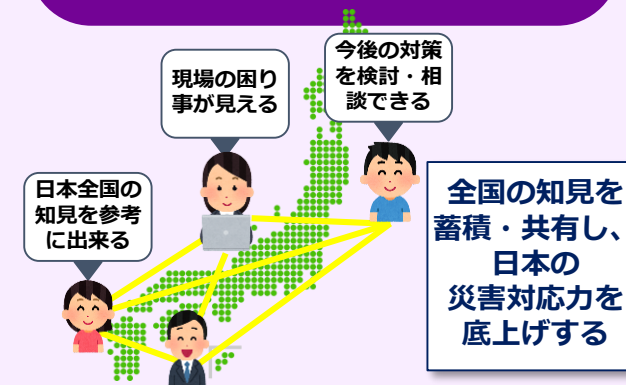 今後の対策
を検討・相
談できる
現場の困り
事が見える
日本全国の
知見を参考
に出来る
全国の知見を
蓄積・共有し、
日本の
災害対応力を
底上げする